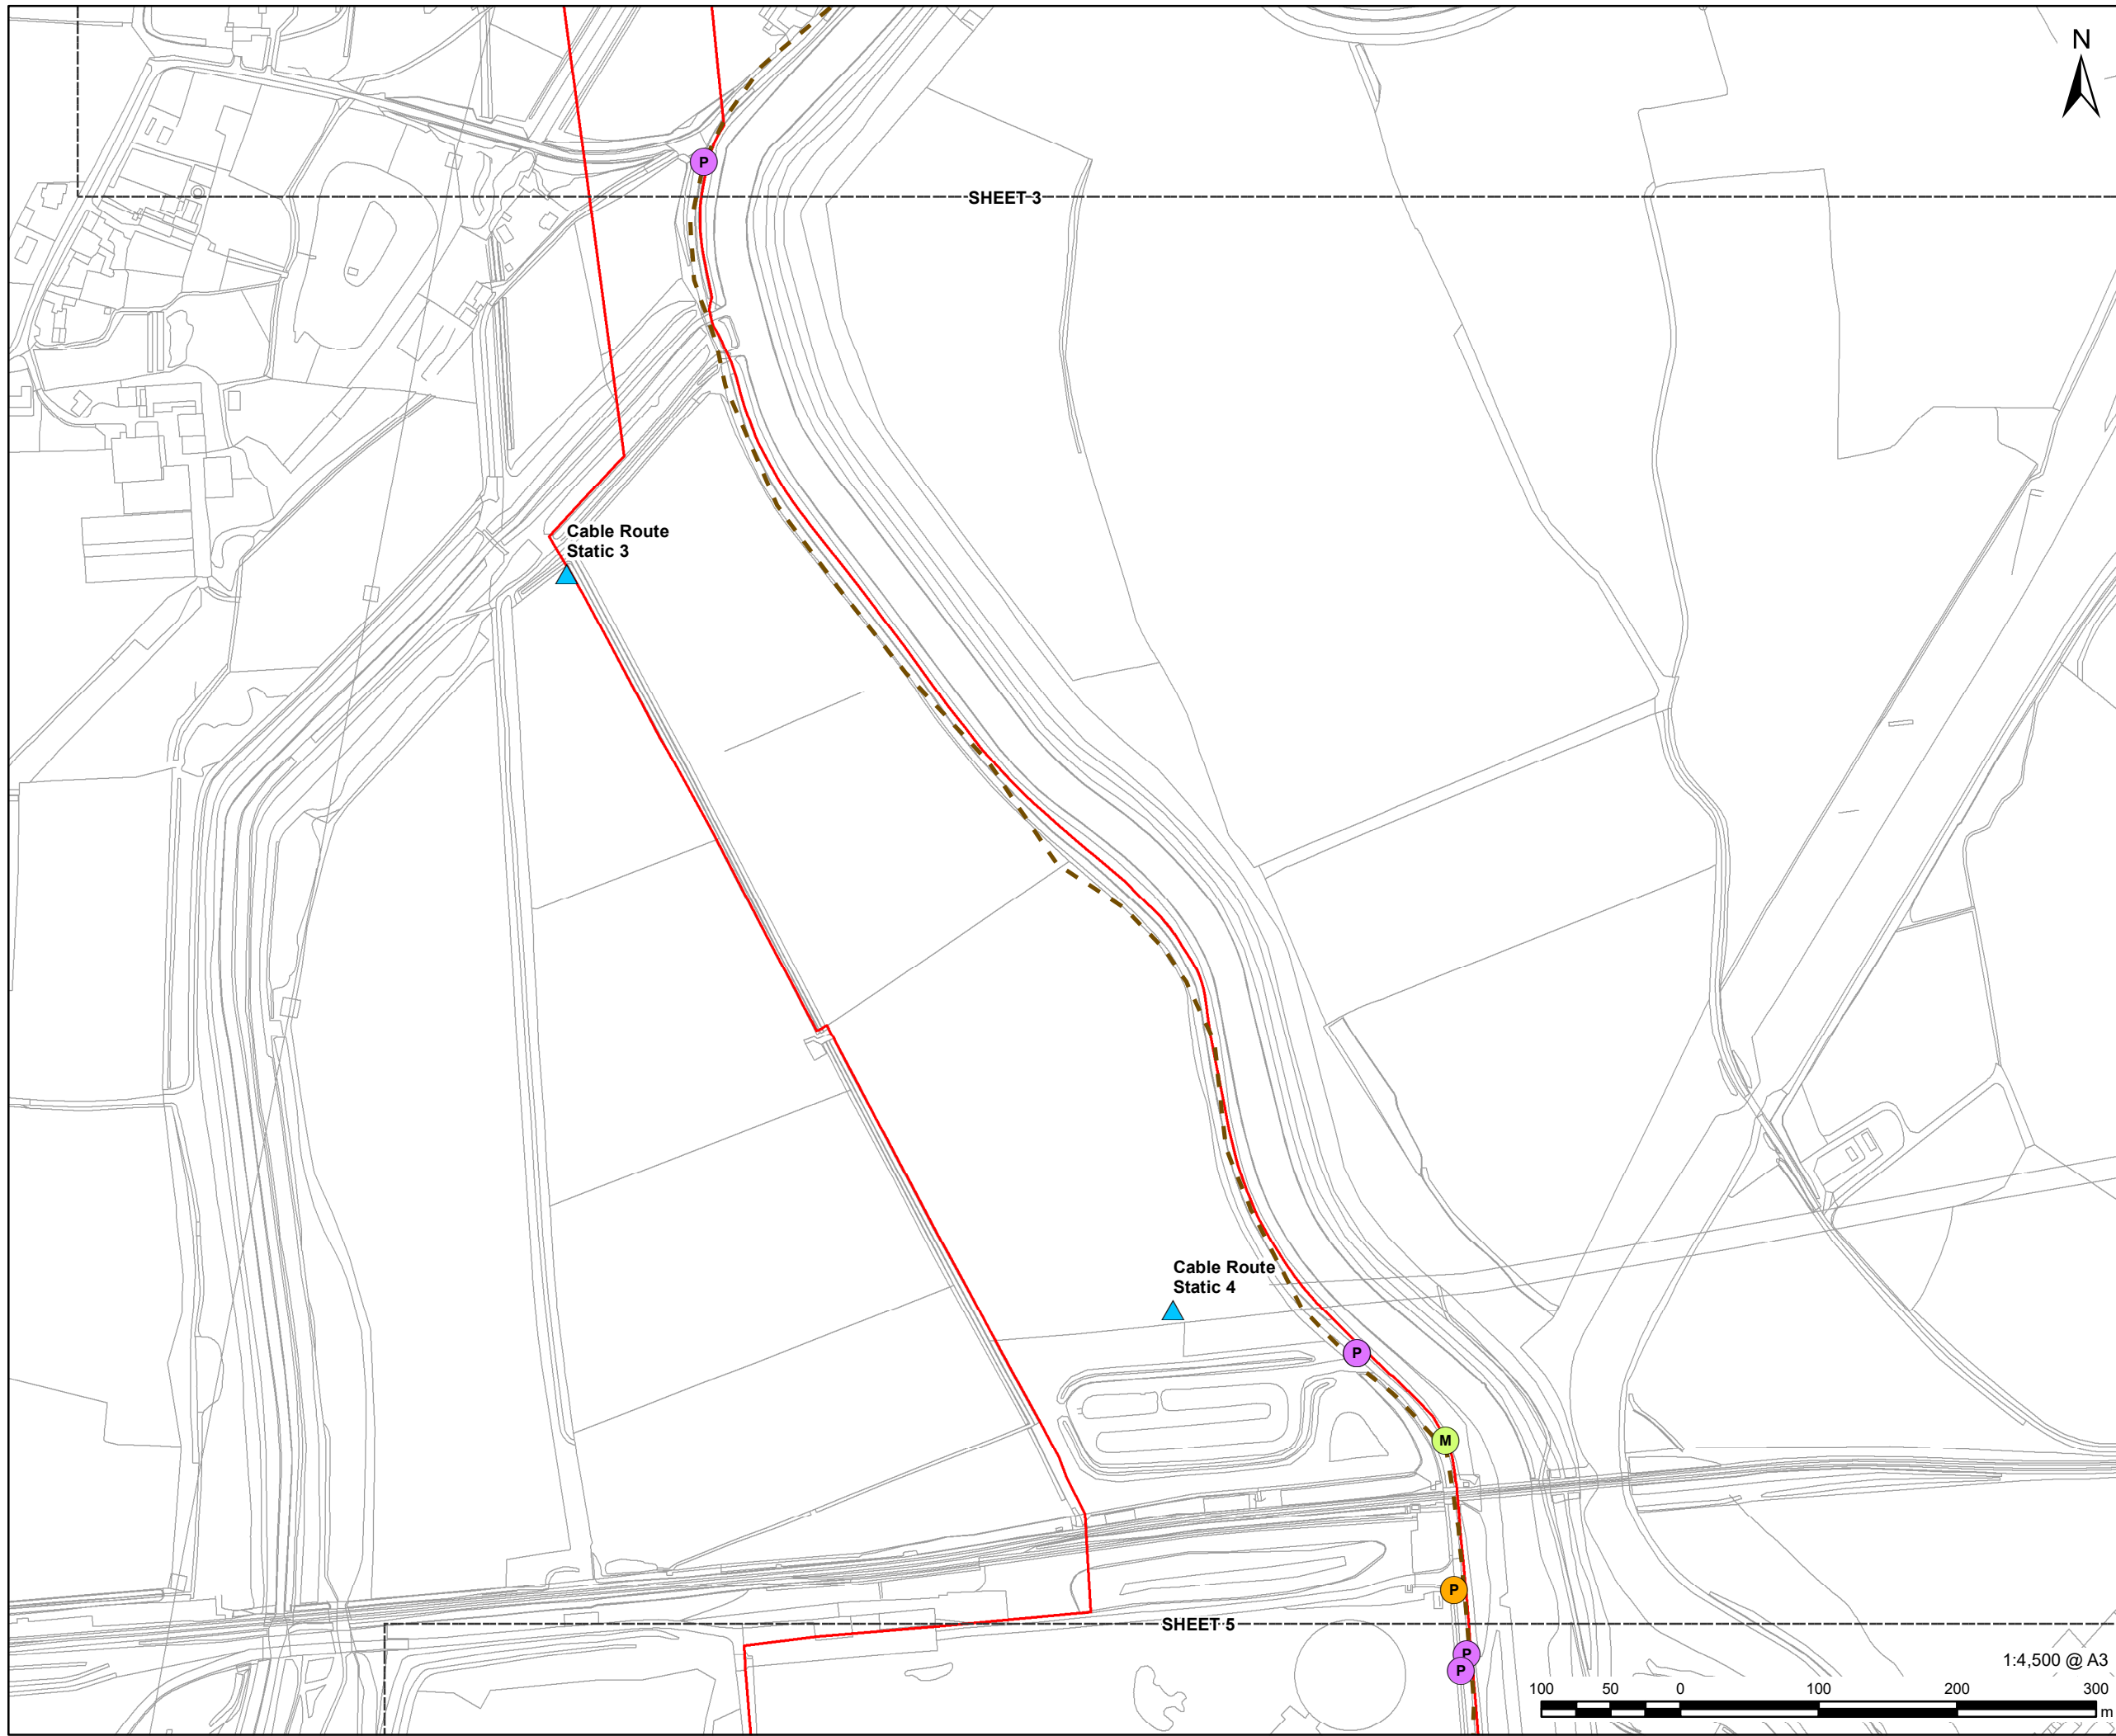 N
P
SHEET 3
Cable Route
Static 3
Cable Route
Static 4
P
M
P
SHEET 5
P
P
1:4,500 @ A3
100 50 0 100 200 300
m